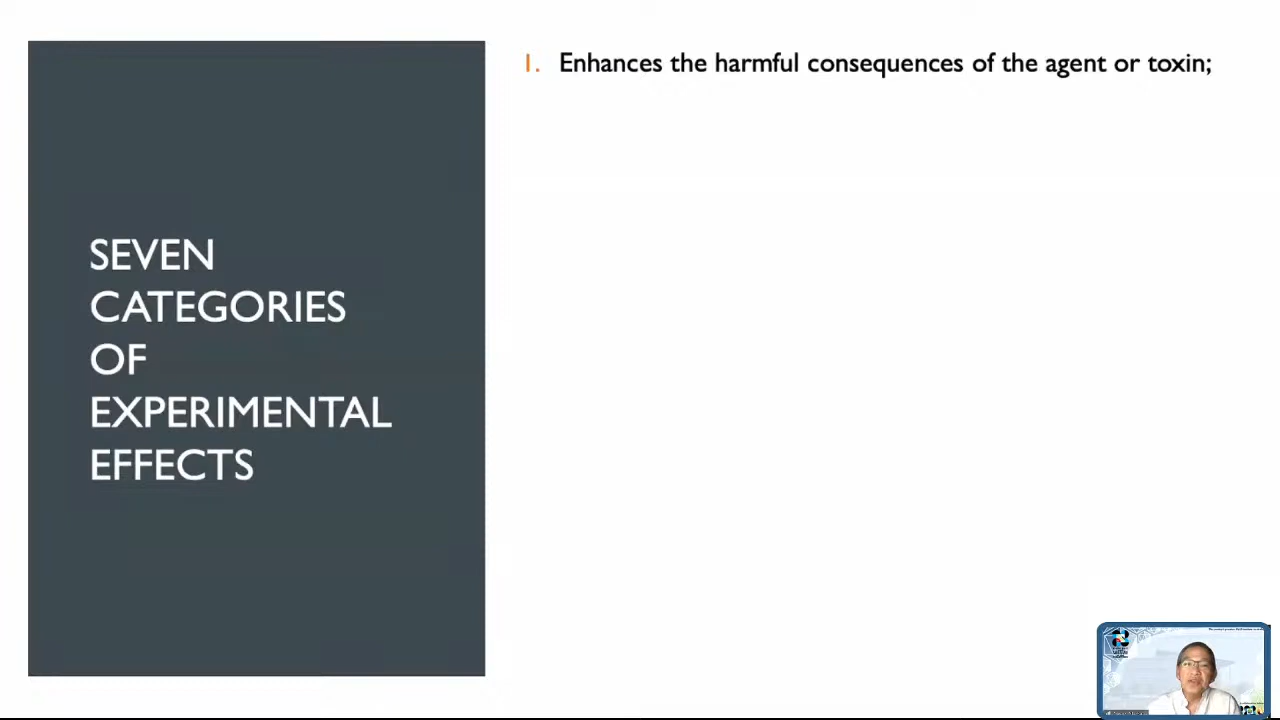 1. Enhances the harmful consequences of the agent or toxin;
SEVEN
CATEGORIES
OF
EXPERIMENTAL
EFFECTS